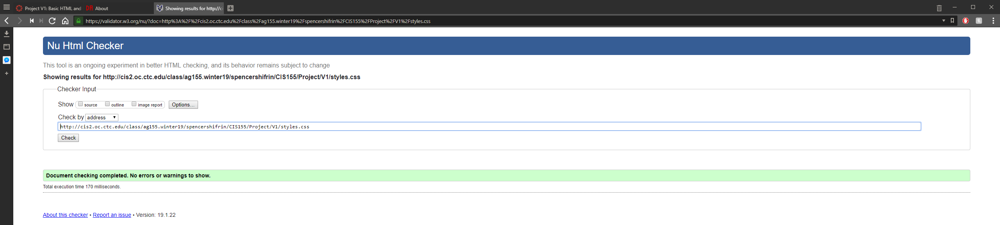 Project V1: Basic HTML and
About
Showing results for http://ci
https://validator.w3.org/nu/?doc=http%3A%2F%2Fcis2.oc.ctc.edu%2Fclass%2Fag155.winter19%2Fspencershifrin%2FCIS155%2FProject%2FV1%2Fstyles.css
Nu Html Checker
This tool is an ongoing experiment in better HTML checking, and its behavior remains subject to change
Showing results for http://cis2.oc.ctc.edu/class/ag155.winter19/spencershifrin/CIS155/Project/V1/styles.css
Checker Input
Show source outline image report Options...
Check by address
http://cis2.oc.ctc.edu/class/ag155.winter19/spencershifrin/CIS155/Project/V1/styles.css
Check
Document checking completed. No errors or warnings to show.
Total execution time 170 milliseconds.
About this checker • Report an issue • Version: 19.1.22